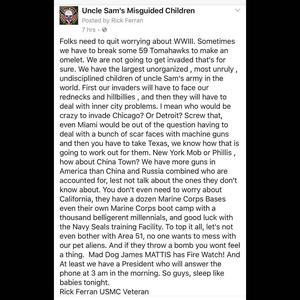 Uncle Sam's Misguided Children
Posted by Rick Ferran
7 hrs •
Folks need to quit worrying about WWIII. Sometimes
we have to break some 59 Tomahawks to make an
omelet. We are not going to get invaded that's for
sure. We have the largest unorganized , most unruly ,
undisciplined children of uncle Sam's army in the
world. First our invaders will have to face our
rednecks and hillbillies , and then they will have to
deal with inner city problems. I mean who would be
crazy to invade Chicago? Or Detroit? Screw that,
even Miami would be out of the question having to
deal with a bunch of scar faces with machine guns
and then you have to take Texas, we know how that is
going to work out for them. New York Mob or Phillis ,
how about China Town? We have more guns in
America than China and Russia combined who are
accounted for, lest not talk about the ones they don't
know about. You don't even need to worry about
California, they have a dozen Marine Corps Bases
even their own Marine Corps boot camp with a
thousand belligerent millennials, and good luck with
the Navy Seals training Facility. To top it all, let's not
even bother with Area 51, no one wants to mess with
our pet aliens. And if they throw a bomb you wont feel
a thing.  Mad Dog James MATTIS has Fire Watch! And
At least we have a President who will answer the
phone at 3 am in the morning. So guys, sleep like
babies tonight.
Rick Ferran USMC Veteran